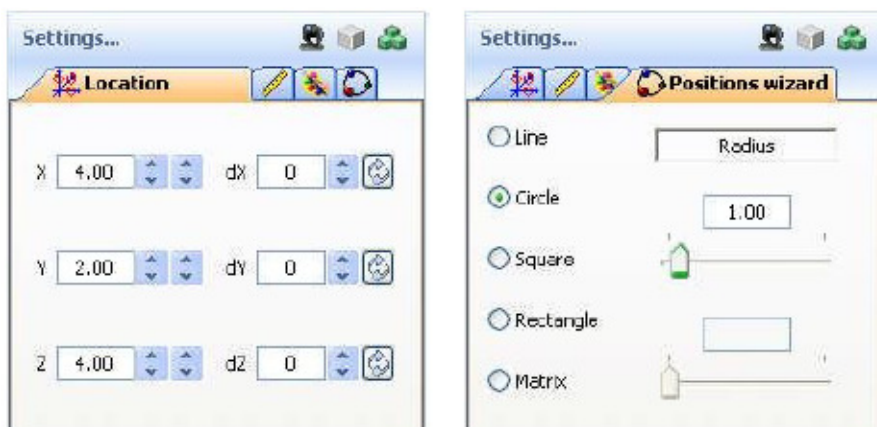 Settings...
Location
X 4.00 dX 0
Y 2.00 dY 0
Z 4.00 dZ 0
Settings...
Positions wizard
Line
Radius
Circle
1.00
Square
Rectangle
Matrix